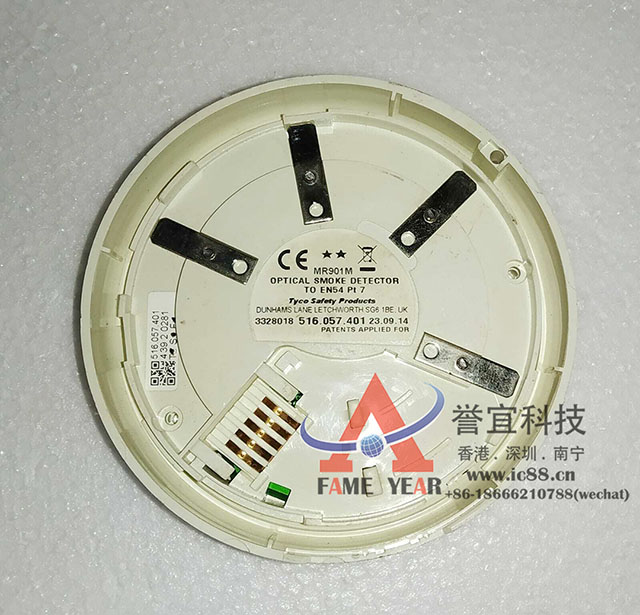 CE ★★
MR901M
OPTICAL SMOKE DETECTOR
TO EN54 Pt 7
Tyco Safety Products
DUNHAMS LANE LETCHWORTH SG6 1BE. UK
3328018 516.057.401 23.09.14
PATENTS APPLIED FOR
516.057.401
4392 0281
誉宜科技
香港.深圳.南宁
www.ic88.cn
FAME YEAR
+86-18666210788(wechat)